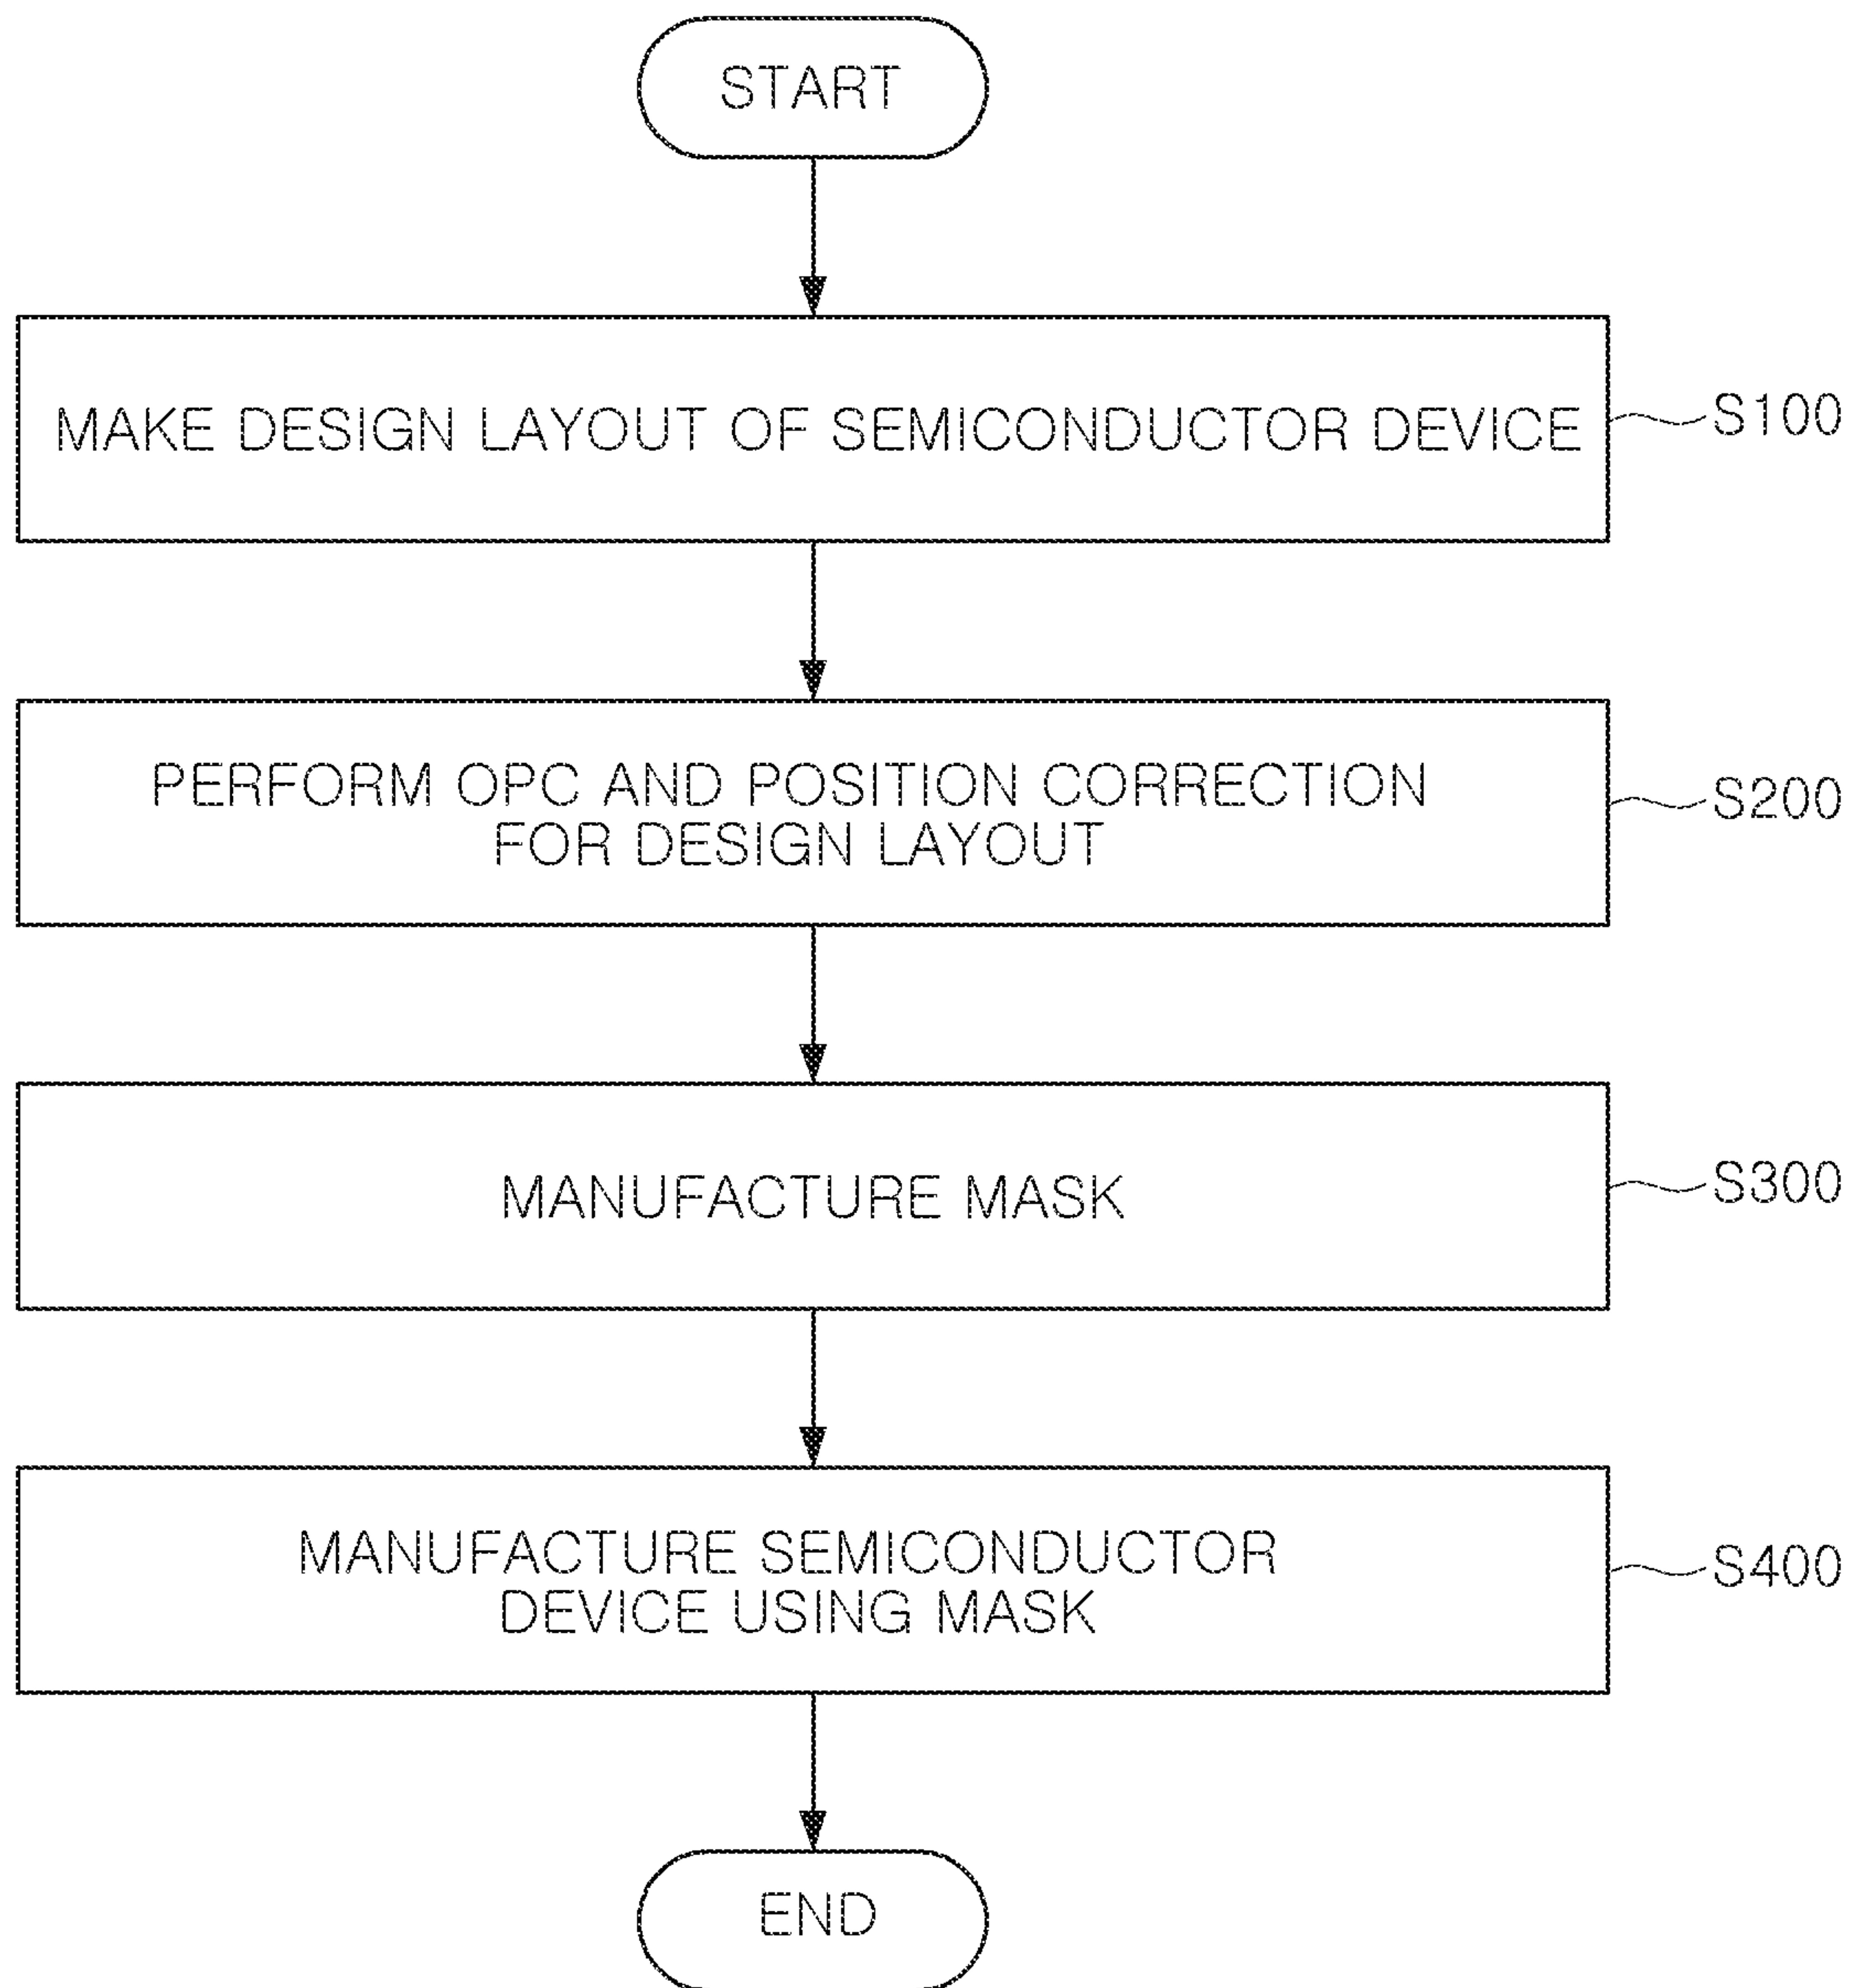 START
MAKE DESIGN LAYOUT OF SEMICONDUCTOR DEVICE
S100
PERFORM OPC AND POSITION CORRECTION
FOR DESIGN LAYOUT
S200
MANUFACTURE MASK
S300
MANUFACTURE SEMICONDUCTOR
DEVICE USING MASK
S400
END